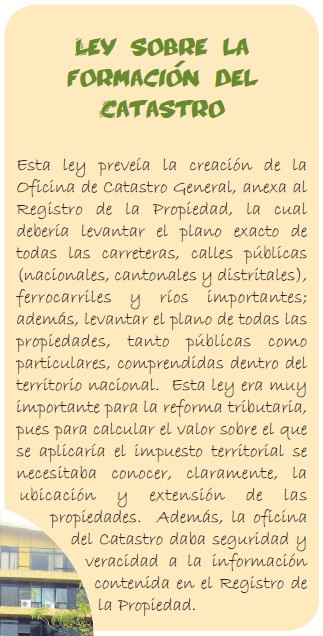 LEY SOBRE LA
FORMACIÓN DEL
CATASTRO
Esta ley preveía la creación de la
Oficina de Catastro General, anexa al
Registro de la Propiedad, la cual
debería levantar el plano exacto de
todas las carreteras, calles públicas
(nacionales, cantonales y distritales),
ferrocarriles y ríos importantes;
además, levantar el plano de todas las
propiedades, tanto públicas como
particulares, comprendidas dentro del
territorio nacional. Esta ley era muy
importante para la reforma tributaria,
pues para calcular el valor sobre el que
se aplicaría el impuesto territorial se
necesitaba conocer, claramente, la
ubicación y extensión de las
propiedades. Además, la oficina
del Catastro daba seguridad y
veracidad a la información
contenida en el Registro de
la Propiedad.